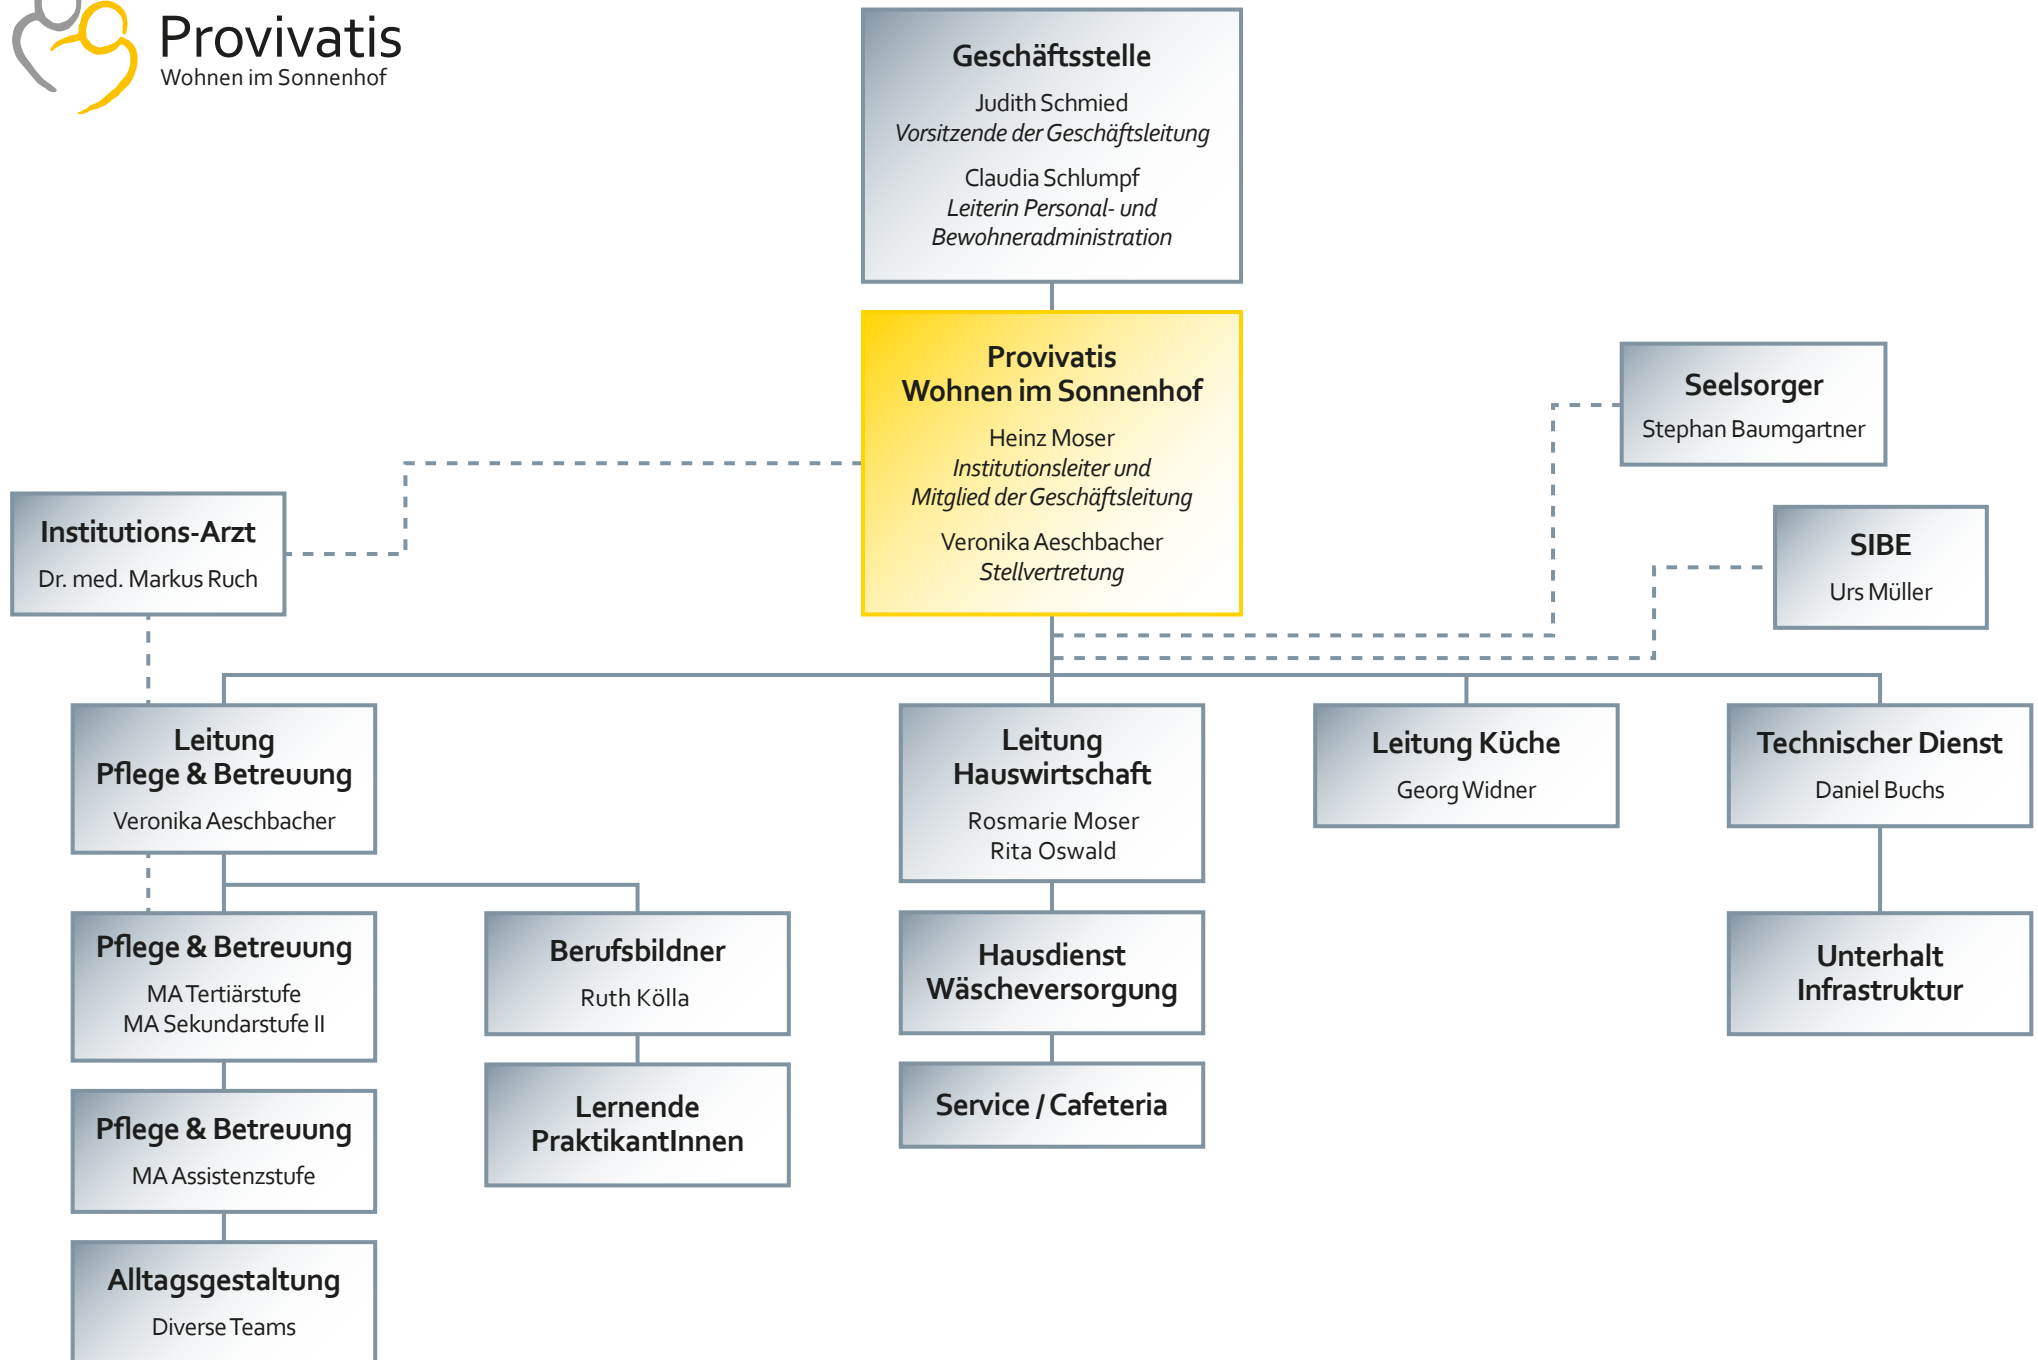 Provivatis
Wohnen im Sonnenhof
Geschäftsstelle
Judith Schmied
Vorsitzende der Geschäftsleitung
Claudia Schlumpf
Leiterin Personal- und
Bewohneradministration
Provivatis
Wohnen im Sonnenhof
Heinz Moser
Institutionsleiter und
Mitglied der Geschäftsleitung
Veronika Aeschbacher
Stellvertretung
Seelsorger
Stephan Baumgartner
Institutions-Arzt
Dr. med. Markus Ruch
SIBE
Urs Müller
Leitung
Pflege & Betreuung
Veronika Aeschbacher
Leitung
Hauswirtschaft
Rosmarie Moser
Rita Oswald
Leitung Küche
Georg Widner
Technischer Dienst
Daniel Buchs
Pflege & Betreuung
MA Tertiärstufe
MA Sekundarstufe II
Berufsbildner
Ruth Kölla
Hausdienst
Wäscheversorgung
Unterhalt
Infrastruktur
Pflege & Betreuung
MA Assistenzstufe
Lernende
PraktikantInnen
Service / Cafeteria
Alltagsgestaltung
Diverse Teams